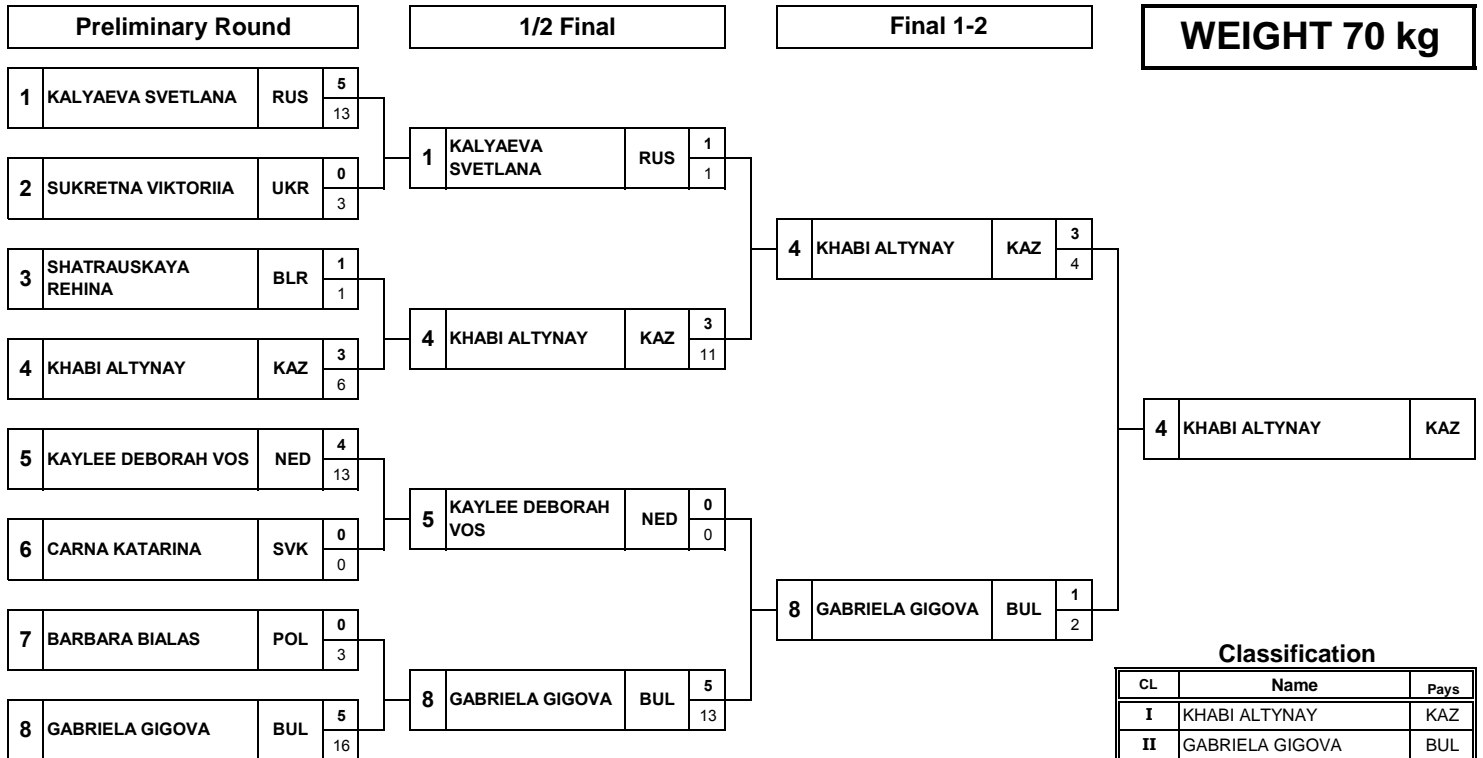 Preliminary Round
1/2 Final
Final 1-2
WEIGHT 70 kg
1 KALYAEVA SVETLANA RUS 5
13
2 SUKRETNA VIKTORIIA UKR 0
3
3 SHATRAUSKAYA
REHINA BLR 1
1
4 KHABI ALTYNAY KAZ 3
6
5 KAYLEE DEBORAH VOS NED 4
13
6 CARNA KATARINA SVK 0
0
7 BARBARA BIALAS POL 0
3
8 GABRIELA GIGOVA BUL 5
16
1 KALYAEVA
SVETLANA RUS 1
1
4 KHABI ALTYNAY KAZ 3
11
5 KAYLEE DEBORAH
VOS NED 0
0
8 GABRIELA GIGOVA BUL 5
13
4 KHABI ALTYNAY KAZ 3
4
8 GABRIELA GIGOVA BUL 1
2
4 KHABI ALTYNAY KAZ
Classification
CL Name Pays
I KHABI ALTYNAY KAZ
II GABRIELA GIGOVA BUL